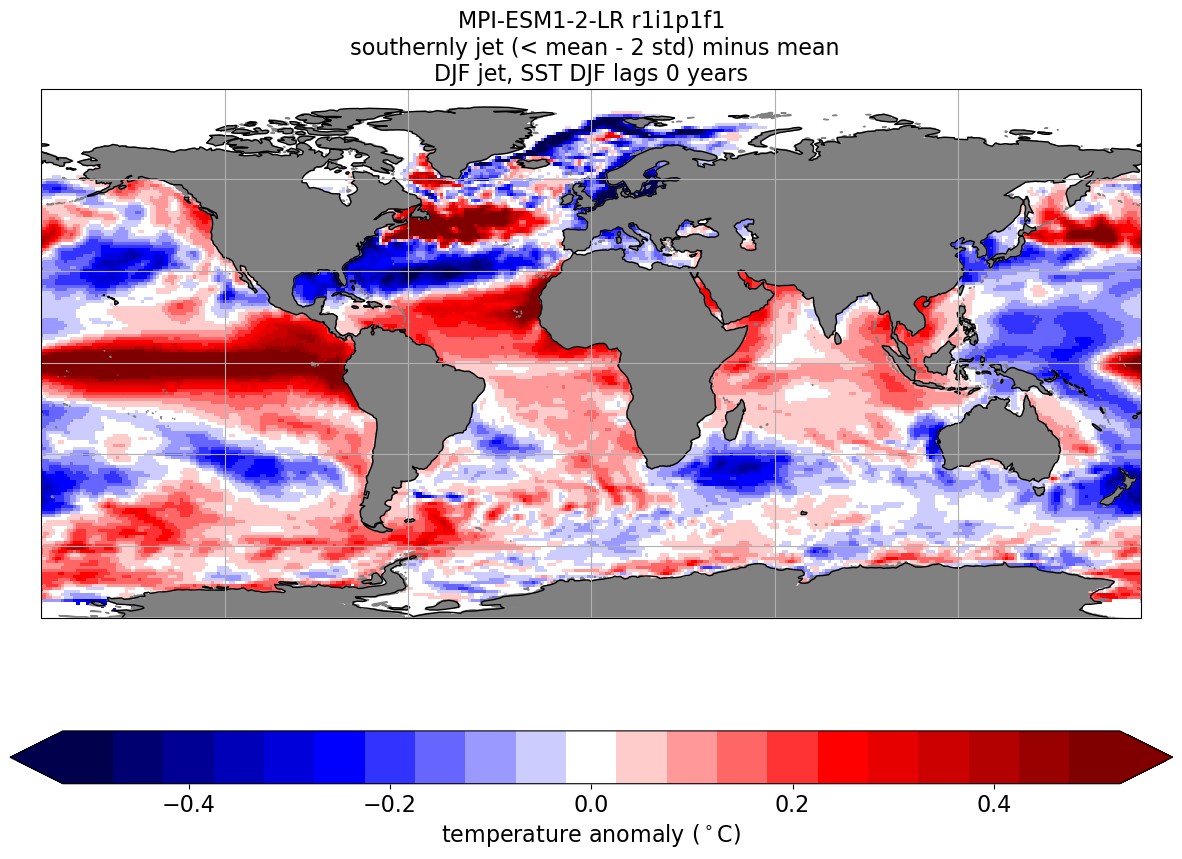 MPI-ESM1-2-LR r1i1p1f1
southernly jet (< mean - 2 std) minus mean
DJF jet, SST DJF lags 0 years
−0.4 −0.2 0.0 0.2 0.4
temperature anomaly (°C)